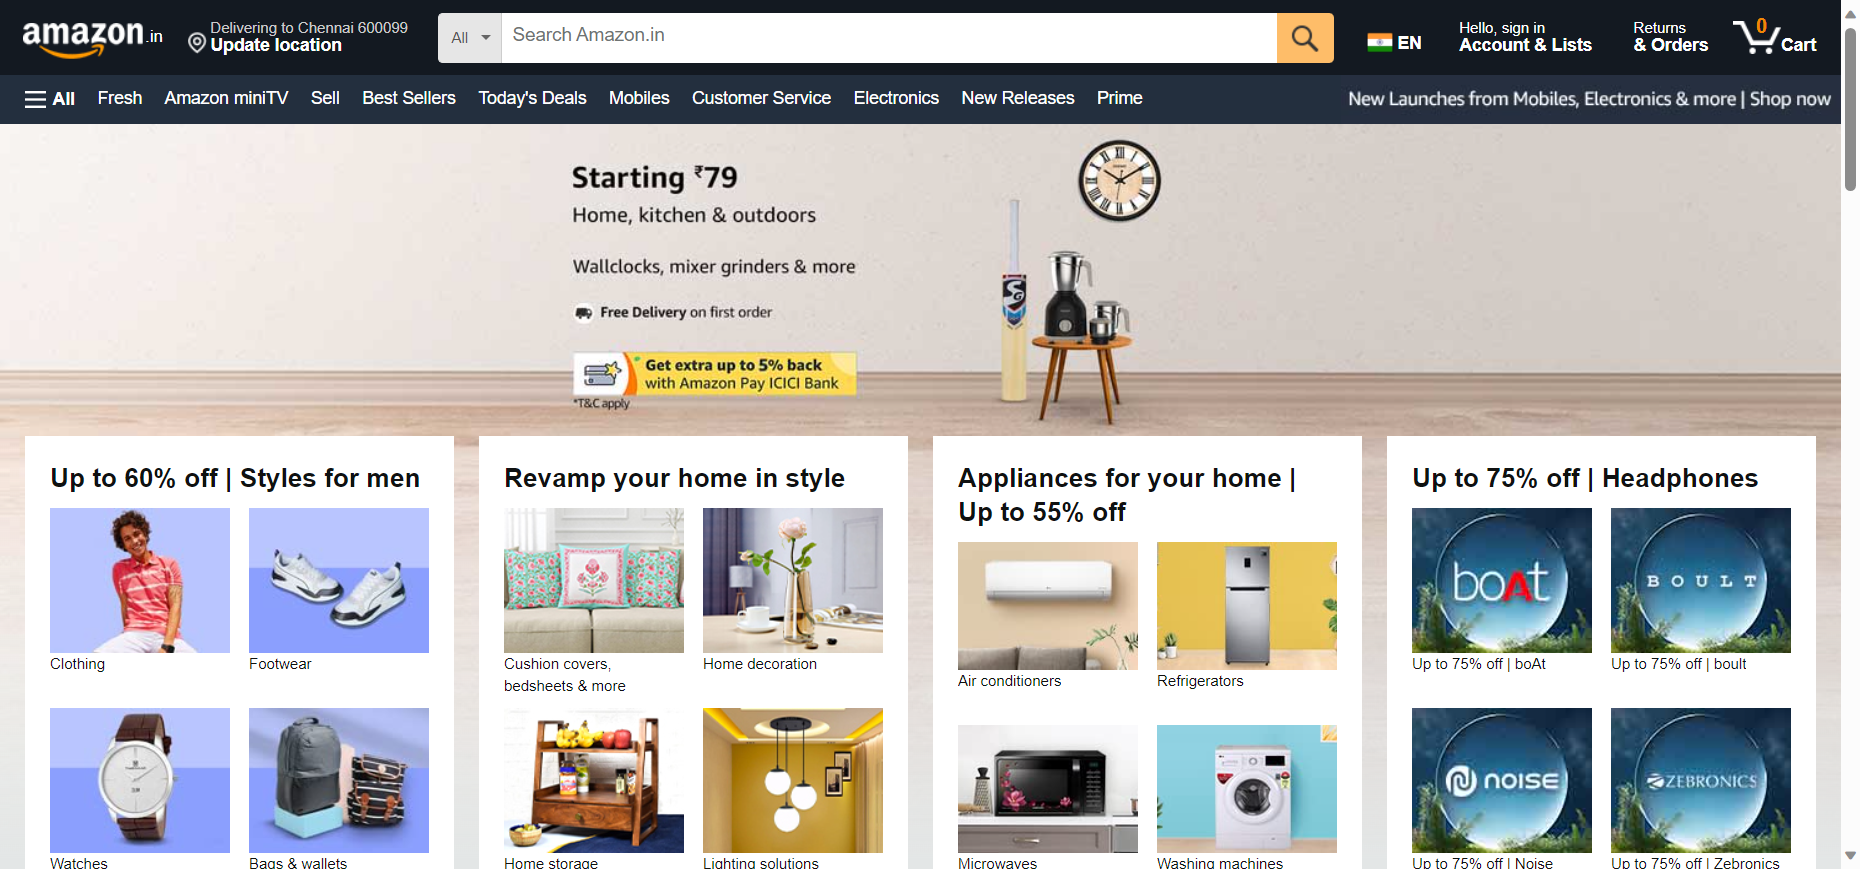 amazon.in
Delivering to Chennai 600099
Update location
All
Search Amazon.in
EN
Hello, sign in
Account & Lists
Returns
& Orders
0
Cart
All
Fresh
Amazon miniTV
Sell
Best Sellers
Today's Deals
Mobiles
Customer Service
Electronics
New Releases
Prime
New Launches from Mobiles, Electronics & more | Shop now
Starting ₹79
Home, kitchen & outdoors
Wallclocks, mixer grinders & more
Free Delivery on first order
Get extra up to 5% back
with Amazon Pay ICICI Bank
*T&C apply
SG
Up to 60% off | Styles for men
Clothing
Footwear
Watches
Bags & wallets
Revamp your home in style
Cushion covers,
bedsheets & more
Home decoration
Home storage
Lighting solutions
Appliances for your home |
Up to 55% off
Air conditioners
Refrigerators
Microwaves
Washing machines
Up to 75% off | Headphones
boAt
BOULT
Up to 75% off | boAt
Up to 75% off | boult
noise
ZEBRONICS
Up to 75% off | Noise
Up to 75% off | Zebronics